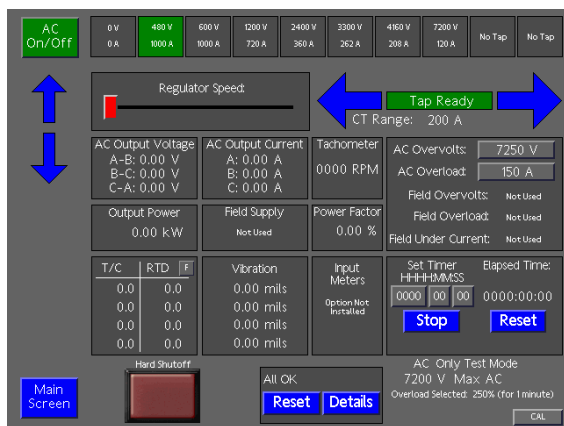 AC
On/Off
0 V
0 A
480 V
1000 A
600 V
1000 A
1200 V
720 A
2400 V
360 A
3300 V
262 A
4160 V
208 A
7200 V
120 A
No Tap
No Tap
Regulator Speed:
Tap Ready
CT Range: 200 A
AC Output Voltage
A-B: 0.00 V
B-C: 0.00 V
C-A: 0.00 V
AC Output Current
A: 0.00 A
B: 0.00 A
C: 0.00 A
Tachometer
0000 RPM
AC Overvolts: 7250 V
AC Overload: 150 A
Field Overvolts: Not Used
Field Overload: Not Used
Field Under Current: Not Used
Output Power
0.00 kW
Field Supply
Not Used
Power Factor
0.00 %
T/C RTD F
0.0 0.0
0.0 0.0
0.0 0.0
0.0 0.0
Vibration
0.00 mils
0.00 mils
0.00 mils
0.00 mils
Input
Meters
Option Not
Installed
Set Timer
HHHH:MM:SS
0000 00 00
Stop
Elapsed Time:
0000:00:00
Reset
Main
Screen
Hard Shutoff
All OK
Reset Details
AC Only Test Mode
7200 V Max AC
Overload Selected: 250% (for 1 minute)
CAL